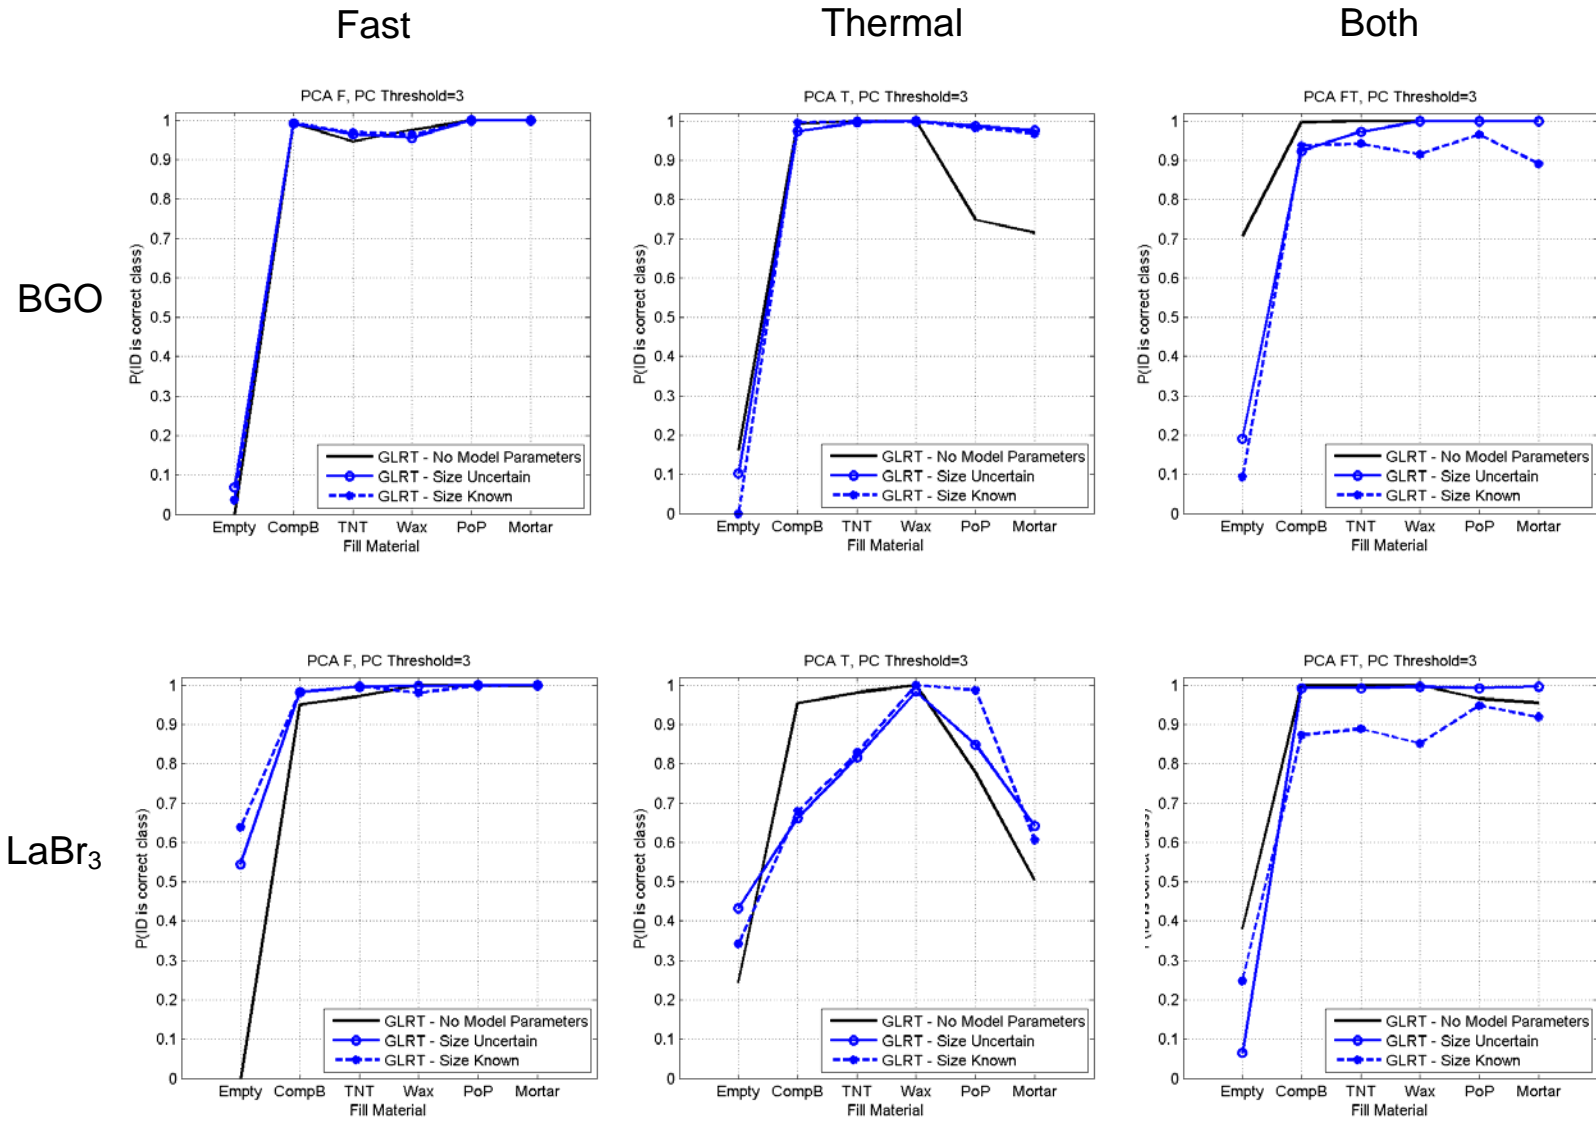 Fast
Thermal
Both
BGO
PCA F, PC Threshold=3
P(ID is correct class)
1
0.9
0.8
0.7
0.6
0.5
0.4
0.3
0.2
0.1
0
GLRT - No Model Parameters
GLRT - Size Uncertain
GLRT - Size Known
Empty CompB TNT Wax PoP Mortar
Fill Material
PCA T, PC Threshold=3
P(ID is correct class)
1
0.9
0.8
0.7
0.6
0.5
0.4
0.3
0.2
0.1
0
GLRT - No Model Parameters
GLRT - Size Uncertain
GLRT - Size Known
Empty CompB TNT Wax PoP Mortar
Fill Material
PCA FT, PC Threshold=3
P(ID is correct class)
1
0.9
0.8
0.7
0.6
0.5
0.4
0.3
0.2
0.1
0
GLRT - No Model Parameters
GLRT - Size Uncertain
GLRT - Size Known
Empty CompB TNT Wax PoP Mortar
Fill Material
LaBr₃
PCA F, PC Threshold=3
P(ID is correct class)
1
0.9
0.8
0.7
0.6
0.5
0.4
0.3
0.2
0.1
0
GLRT - No Model Parameters
GLRT - Size Uncertain
GLRT - Size Known
Empty CompB TNT Wax PoP Mortar
Fill Material
PCA T, PC Threshold=3
P(ID is correct class)
1
0.9
0.8
0.7
0.6
0.5
0.4
0.3
0.2
0.1
0
GLRT - No Model Parameters
GLRT - Size Uncertain
GLRT - Size Known
Empty CompB TNT Wax PoP Mortar
Fill Material
PCA FT, PC Threshold=3
P(ID is correct class)
1
0.9
0.8
0.7
0.6
0.5
0.4
0.3
0.2
0.1
0
GLRT - No Model Parameters
GLRT - Size Uncertain
GLRT - Size Known
Empty CompB TNT Wax PoP Mortar
Fill Material